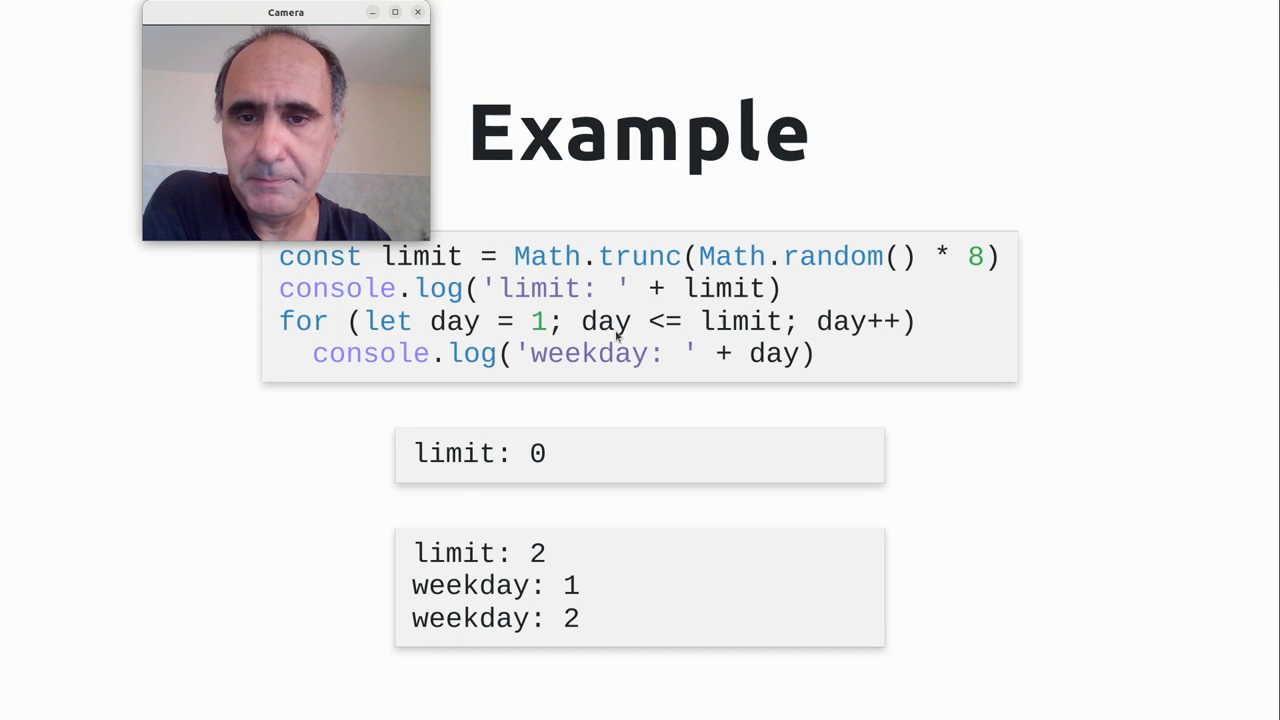 Camera
Example
const limit = Math.trunc(Math.random() * 8)
console.log('limit: ' + limit)
for (let day = 1; day <= limit; day++)
  console.log('weekday: ' + day)
limit: 0
limit: 2
weekday: 1
weekday: 2